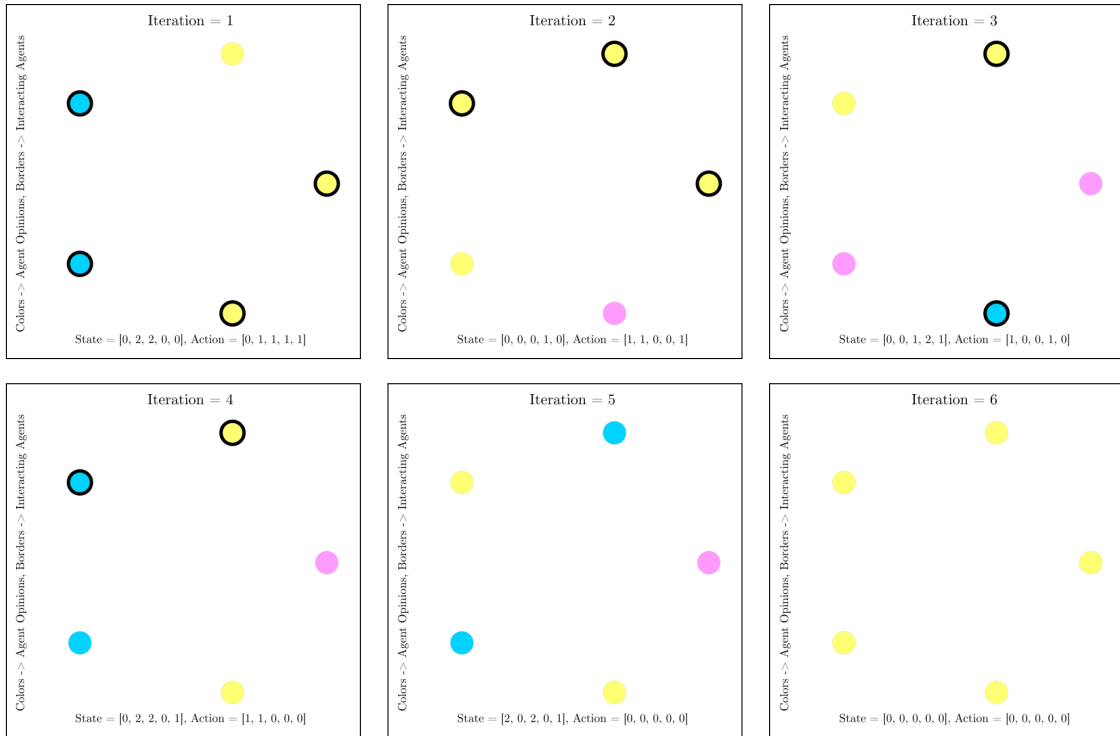 Iteration = 1
Colors -> Agent Opinions, Borders -> Interacting Agents
State = [0, 2, 2, 0, 0], Action = [0, 1, 1, 1, 1]
Iteration = 2
Colors -> Agent Opinions, Borders -> Interacting Agents
State = [0, 0, 0, 1, 0], Action = [1, 1, 0, 0, 1]
Iteration = 3
Colors -> Agent Opinions, Borders -> Interacting Agents
State = [0, 0, 1, 2, 1], Action = [1, 0, 0, 1, 0]
Iteration = 4
Colors -> Agent Opinions, Borders -> Interacting Agents
State = [0, 2, 2, 0, 1], Action = [1, 1, 0, 0, 0]
Iteration = 5
Colors -> Agent Opinions, Borders -> Interacting Agents
State = [2, 0, 2, 0, 1], Action = [0, 0, 0, 0, 0]
Iteration = 6
Colors -> Agent Opinions, Borders -> Interacting Agents
State = [0, 0, 0, 0, 0], Action = [0, 0, 0, 0, 0]